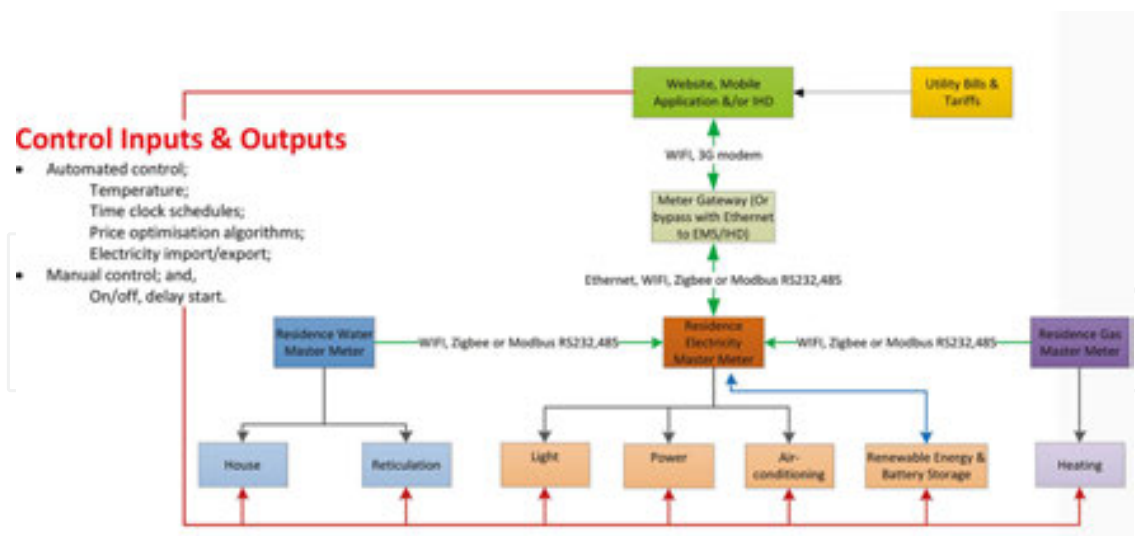 Website, Mobile
Application &/or IHD
Utility Bills &
Tariffs
Control Inputs & Outputs
• Automated control;
Temperature;
Time clock schedules;
Price optimisation algorithms;
Electricity import/export;
• Manual control; and,
On/off, delay start.
WIFI, 3G modem
Meter Gateway (Or
bypass with Ethernet
to EMS/IHD)
Ethernet, WIFI, Zigbee or Modbus RS232,485
Residence Water
Master Meter
WIFI, Zigbee or Modbus RS232,485
Residence
Electricity
Master Meter
WIFI, Zigbee or Modbus RS232,485
Residence Gas
Master Meter
House
Reticulation
Light
Power
Air-
conditioning
Renewable Energy &
Battery Storage
Heating